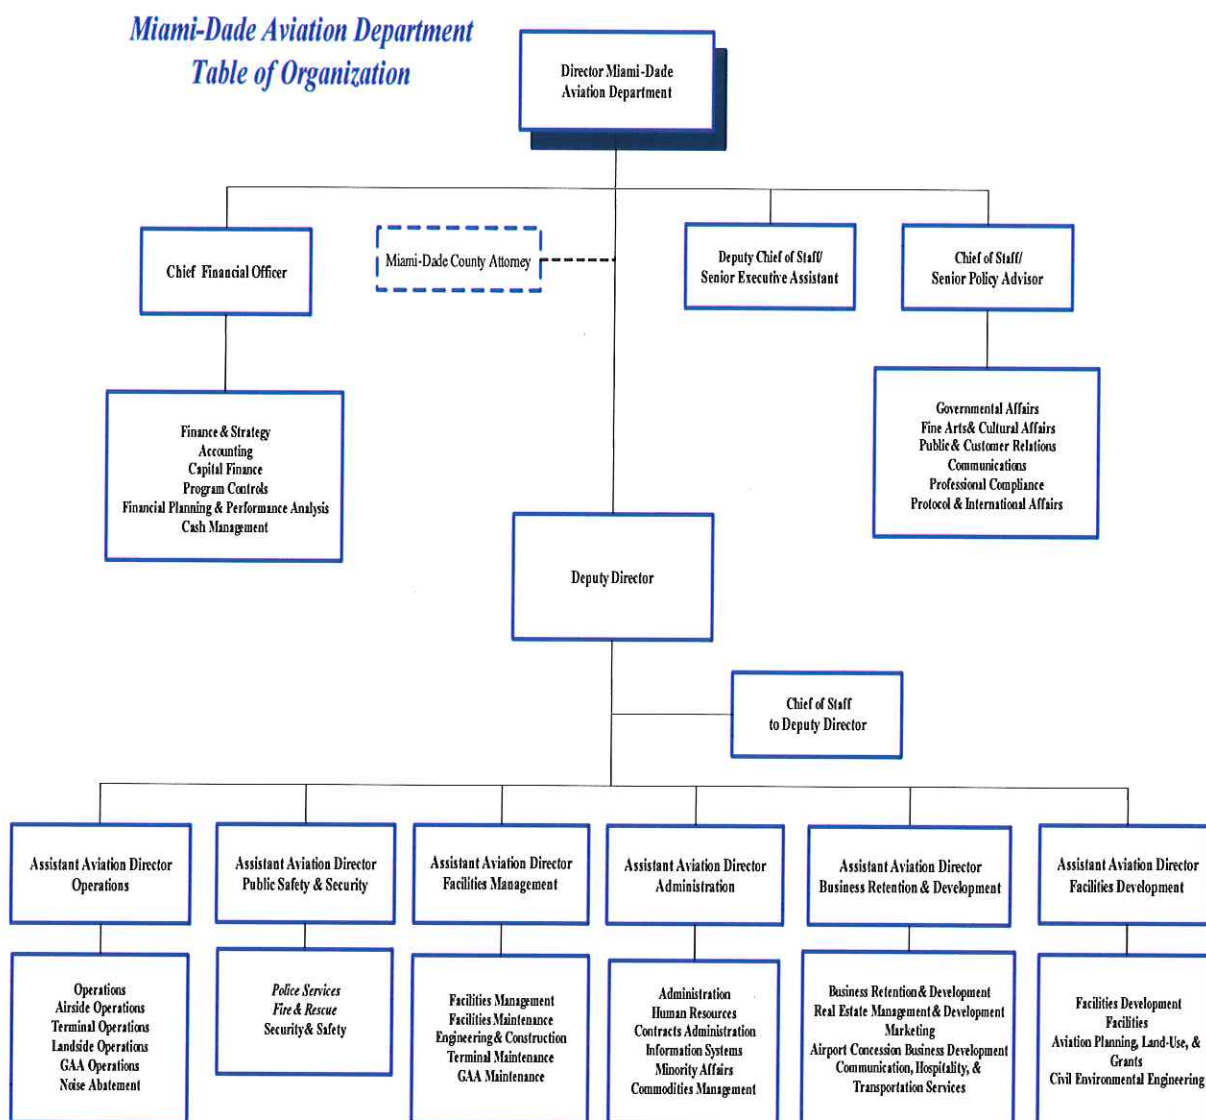 Miami-Dade Aviation Department
Table of Organization
Director Miami-Dade
Aviation Department
Chief Financial Officer
Miami-Dade County Attorney
Deputy Chief of Staff/
Senior Executive Assistant
Chief of Staff/
Senior Policy Advisor
Finance & Strategy
Accounting
Capital Finance
Program Controls
Financial Planning & Performance Analysis
Cash Management
Governmental Affairs
Fine Arts& Cultural Affairs
Public & Customer Relations
Communications
Professional Compliance
Protocol & International Affairs
Deputy Director
Chief of Staff
to Deputy Director
Assistant Aviation Director
Operations
Assistant Aviation Director
Public Safety & Security
Assistant Aviation Director
Facilities Management
Assistant Aviation Director
Administration
Assistant Aviation Director
Business Retention & Development
Assistant Aviation Director
Facilities Development
Operations
Airside Operations
Terminal Operations
Landside Operations
GAA Operations
Noise Abatement
Police Services
Fire & Rescue
Security & Safety
Facilities Management
Facilities Maintenance
Engineering & Construction
Terminal Maintenance
GAA Maintenance
Administration
Human Resources
Contracts Administration
Information Systems
Minority Affairs
Commodities Management
Business Retention & Development
Real Estate Management & Development
Marketing
Airport Concession Business Development
Communication, Hospitality, &
Transportation Services
Facilities Development
Facilities
Aviation Planning, Land-Use, &
Grants
Civil Environmental Engineering